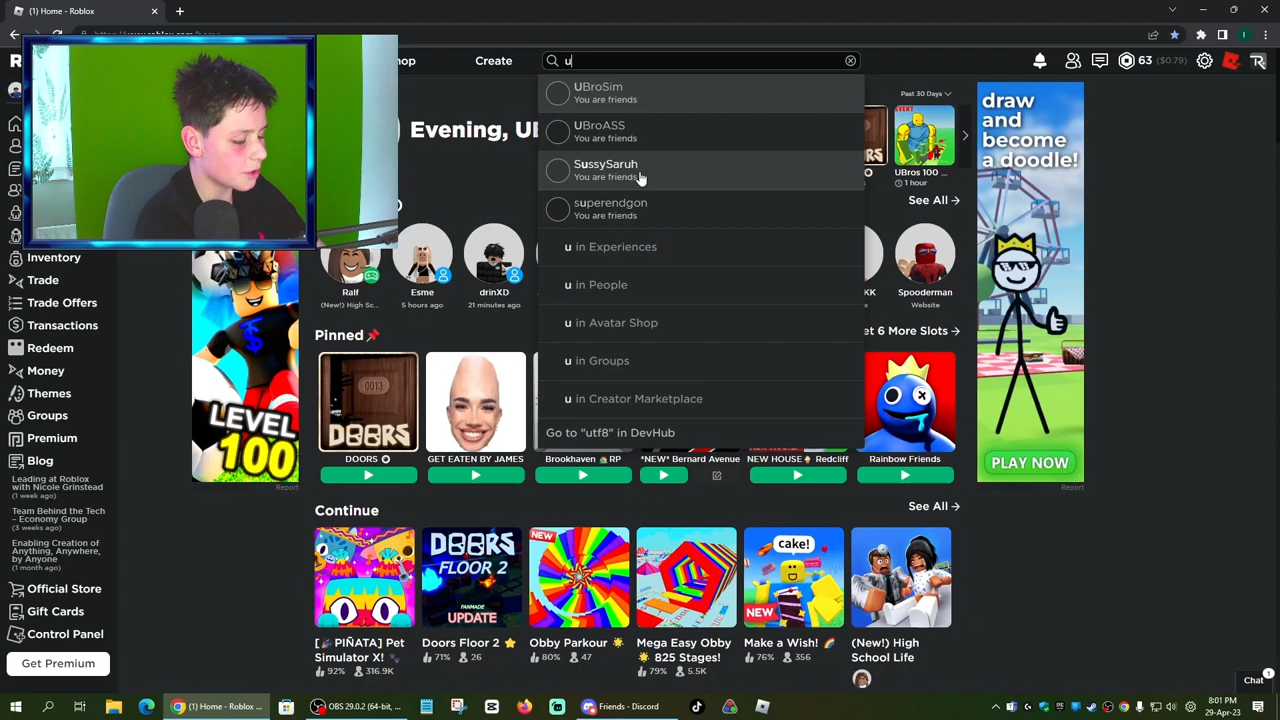 (1) Home - Roblox
R
hop
Create
u
63
($0.79)
UBroSim
You are friends
UBroASS
You are friends
SussySaruh
You are friends
superendgon
You are friends
u in Experiences
u in People
u in Avatar Shop
u in Groups
u in Creator Marketplace
Go to "utf8" in DevHub
Evening, UB
Past 30 Days
EVENT
UBros 100 ...
1 hour
See All
Ralf
(New!) High Sc...
Esme
5 hours ago
drinXD
21 minutes ago
KK
Spooderman
Website
Inventory
Trade
Trade Offers
Transactions
Redeem
Money
Themes
Groups
Premium
Blog
Leading at Roblox
with Nicole Grinstead
(1 week ago)
Team Behind the Tech
– Economy Group
(3 weeks ago)
Enabling Creation of
Anything, Anywhere,
by Anyone
(1 month ago)
Official Store
Gift Cards
Control Panel
Get Premium
LEVEL
100
Report
Pinned 📌
et 6 More Slots
0013
DOORS
DOORS
GET EATEN BY JAMES
Brookhaven 🏡RP
*NEW* Bernard Avenue
NEW HOUSE🏠 Redcliff
Rainbow Friends
Continue
See All
DOORS
FLOOR 2
FANMADE
UPDATE
NEW
cake!
NEW
[🎉PIÑATA] Pet
Simulator X! 🐾
92% 316.9K
Doors Floor 2 ⭐
71% 26
Obby Parkour 🌟
80% 47
Mega Easy Obby
🌟 825 Stages!
79% 5.5K
Make a Wish! 🌈
76% 356
(New!) High
School Life
draw
and
become
a doodle!
PLAY NOW
Report
Chat
1
(1) Home - Roblox ...
OBS 29.0.2 (64-bit, ...
Friends - Discord
8:01 PM
29-Apr-23